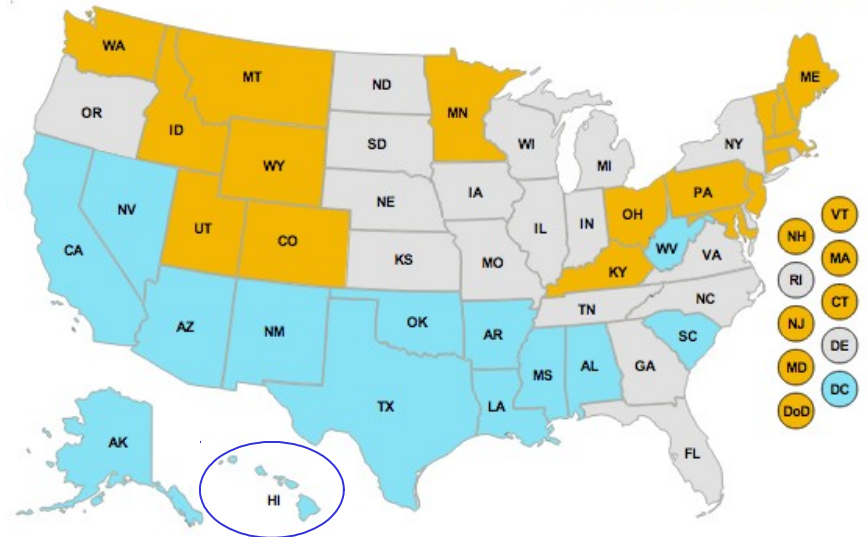 WA
MT
ND
MN
ME
OR
ID
SD
WI
NY
MI
WY
NE
IA
PA
NV
UT
CO
IL
IN
OH
VT
NH
CA
KS
MO
WV
VA
MA
KY
RI
AZ
NM
OK
AR
TN
NC
CT
NJ
SC
DE
MS
AL
GA
MD
DC
TX
LA
DoD
AK
FL
HI